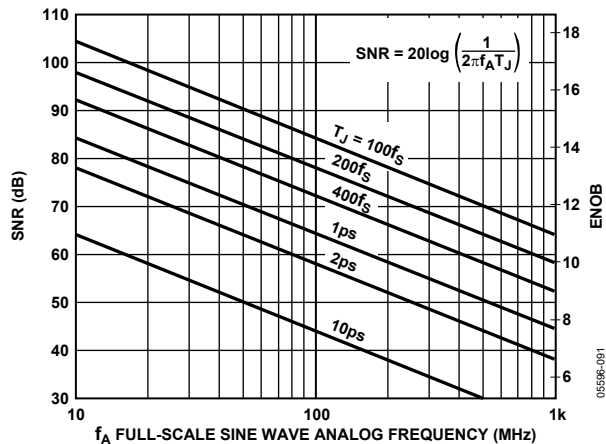 110
100
90
80
70
60
50
40
30
SNR (dB)
18
16
14
12
10
8
6
ENOB
SNR = 20log (1 / 2πfATJ)
TJ = 100fS
200fS
400fS
1ps
2ps
10ps
10
100
1k
fA FULL-SCALE SINE WAVE ANALOG FREQUENCY (MHz)
05596-091